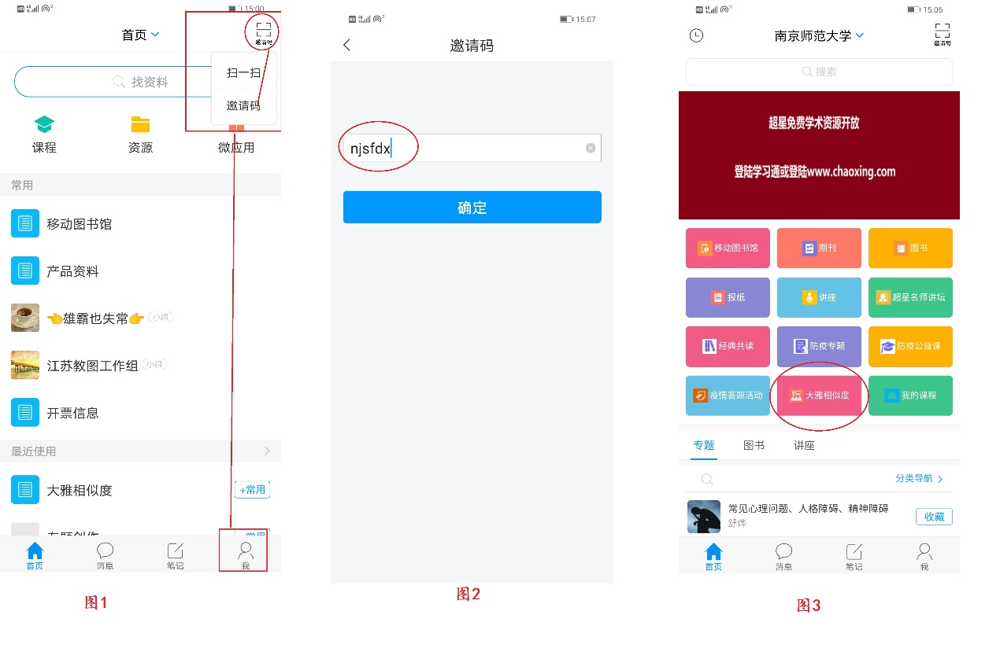 HD 15:00
首页
邀请码
找资料
扫一扫
邀请码
课程
资源
微应用
常用
移动图书馆
产品资料
👈雄霸也失常👉 小组
江苏教图工作组 小组
开票信息
最近使用
大雅相似度
+常用
首页
消息
笔记
我
图1
HD 15:07
邀请码
njsfdx
确定
图2
HD 15:06
南京师范大学
邀请码
搜索
超星免费学术资源开放
登陆学习通或登陆www.chaoxing.com
移动图书馆
期刊
图书
报纸
讲座
超星名师讲坛
经典共读
防疫专题
防疫公益课
疫情答题活动
大雅相似度
我的课程
专题
图书
讲座
分类导航
常见心理问题、人格障碍、精神障碍
舒烨
收藏
首页
消息
笔记
我
图3